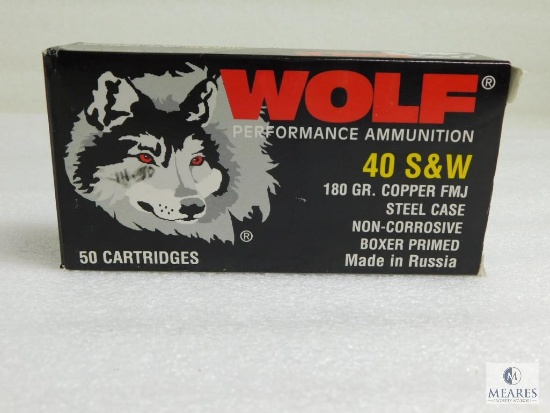 WOLF®
PERFORMANCE AMMUNITION
40 S&W
180 GR. COPPER FMJ
STEEL CASE
NON-CORROSIVE
BOXER PRIMED
Made in Russia
®
50 CARTRIDGES
M
MEARES